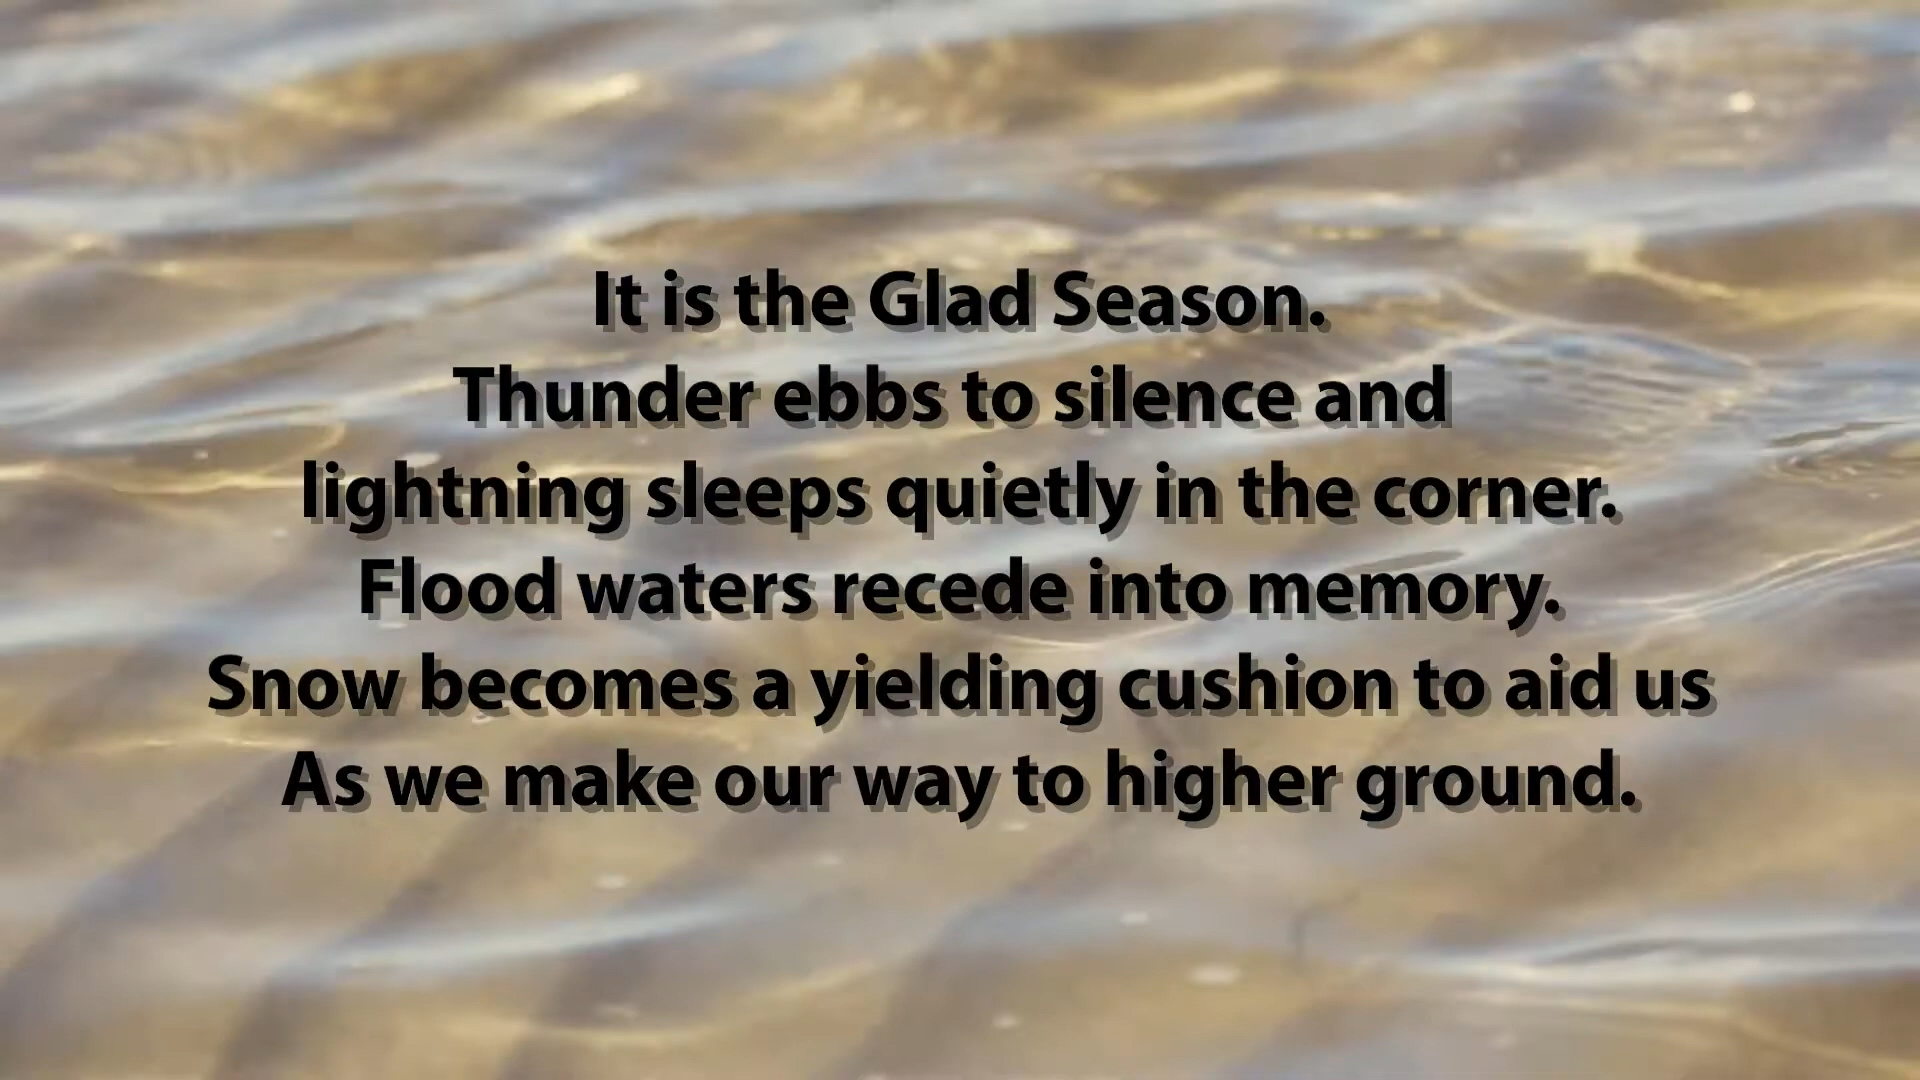 It is the Glad Season.
Thunder ebbs to silence and
lightning sleeps quietly in the corner.
Flood waters recede into memory.
Snow becomes a yielding cushion to aid us
As we make our way to higher ground.